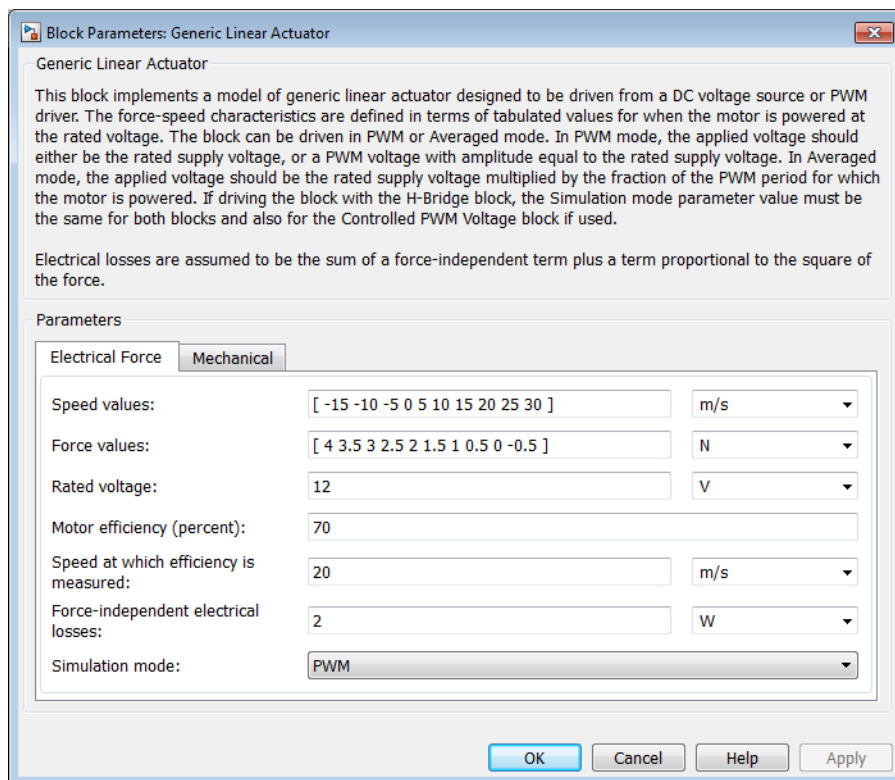 Block Parameters: Generic Linear Actuator
Generic Linear Actuator
This block implements a model of generic linear actuator designed to be driven from a DC voltage source or PWM
driver. The force-speed characteristics are defined in terms of tabulated values for when the motor is powered at
the rated voltage. The block can be driven in PWM or Averaged mode. In PWM mode, the applied voltage should
either be the rated supply voltage, or a PWM voltage with amplitude equal to the rated supply voltage. In Averaged
mode, the applied voltage should be the rated supply voltage multiplied by the fraction of the PWM period for which
the motor is powered. If driving the block with the H-Bridge block, the Simulation mode parameter value must be
the same for both blocks and also for the Controlled PWM Voltage block if used.
Electrical losses are assumed to be the sum of a force-independent term plus a term proportional to the square of
the force.
Parameters
Electrical Force Mechanical
Speed values: [ -15 -10 -5 0 5 10 15 20 25 30 ] m/s
Force values: [ 4 3.5 3 2.5 2 1.5 1 0.5 0 -0.5 ] N
Rated voltage: 12 V
Motor efficiency (percent): 70
Speed at which efficiency is
measured: 20 m/s
Force-independent electrical
losses: 2 W
Simulation mode: PWM
OK Cancel Help Apply